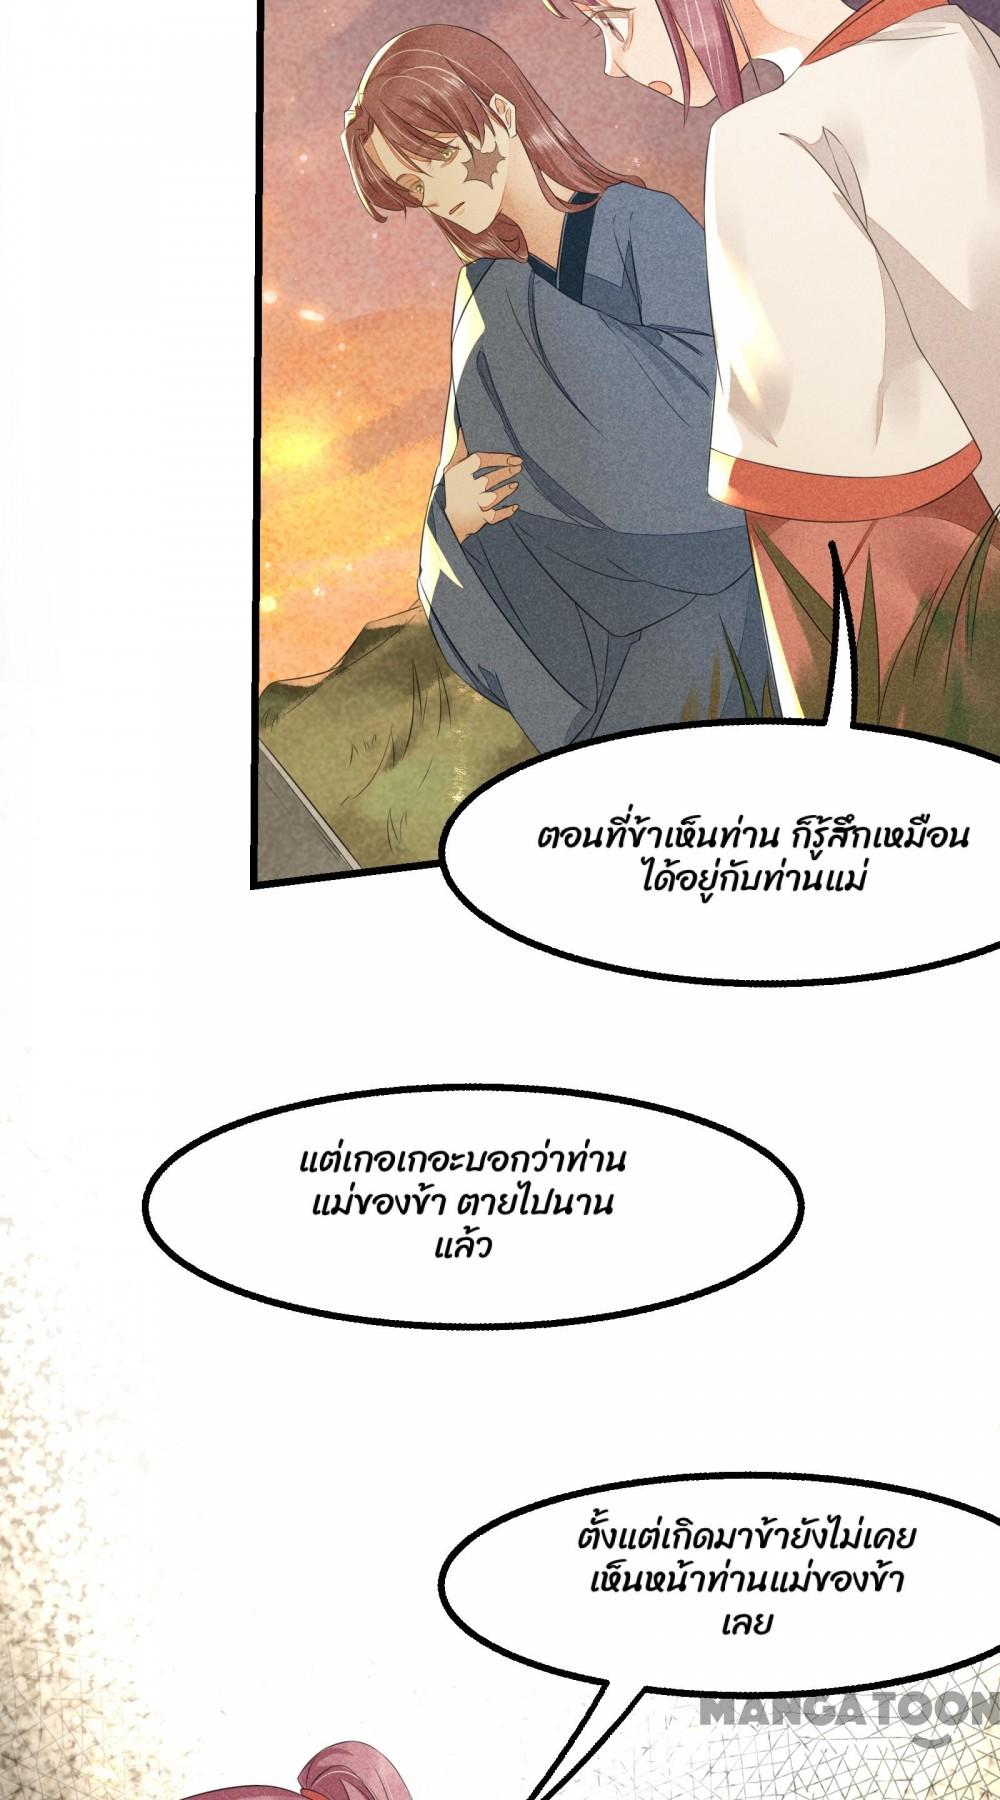 ตอนที่ข้าเห็นท่าน ก็รู้สึกเหมือน
ได้อยู่กับท่านแม่
แต่เกอเกอะบอกว่าท่าน
แม่ของข้า ตายไปนาน
แล้ว
ตั้งแต่เกิดมาข้ายังไม่เคย
เห็นหน้าท่านแม่ของข้า
เลย
MANGATOON